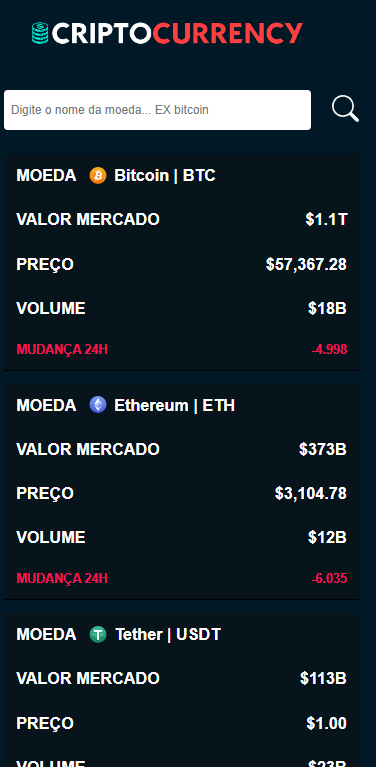 CRIPTOCURRENCY
Digite o nome da moeda... EX bitcoin
MOEDA Bitcoin | BTC
VALOR MERCADO $1.1T
PREÇO $57,367.28
VOLUME $18B
MUDANÇA 24H -4.998
MOEDA Ethereum | ETH
VALOR MERCADO $373B
PREÇO $3,104.78
VOLUME $12B
MUDANÇA 24H -6.035
MOEDA Tether | USDT
VALOR MERCADO $113B
PREÇO $1.00
VOLUME $23B